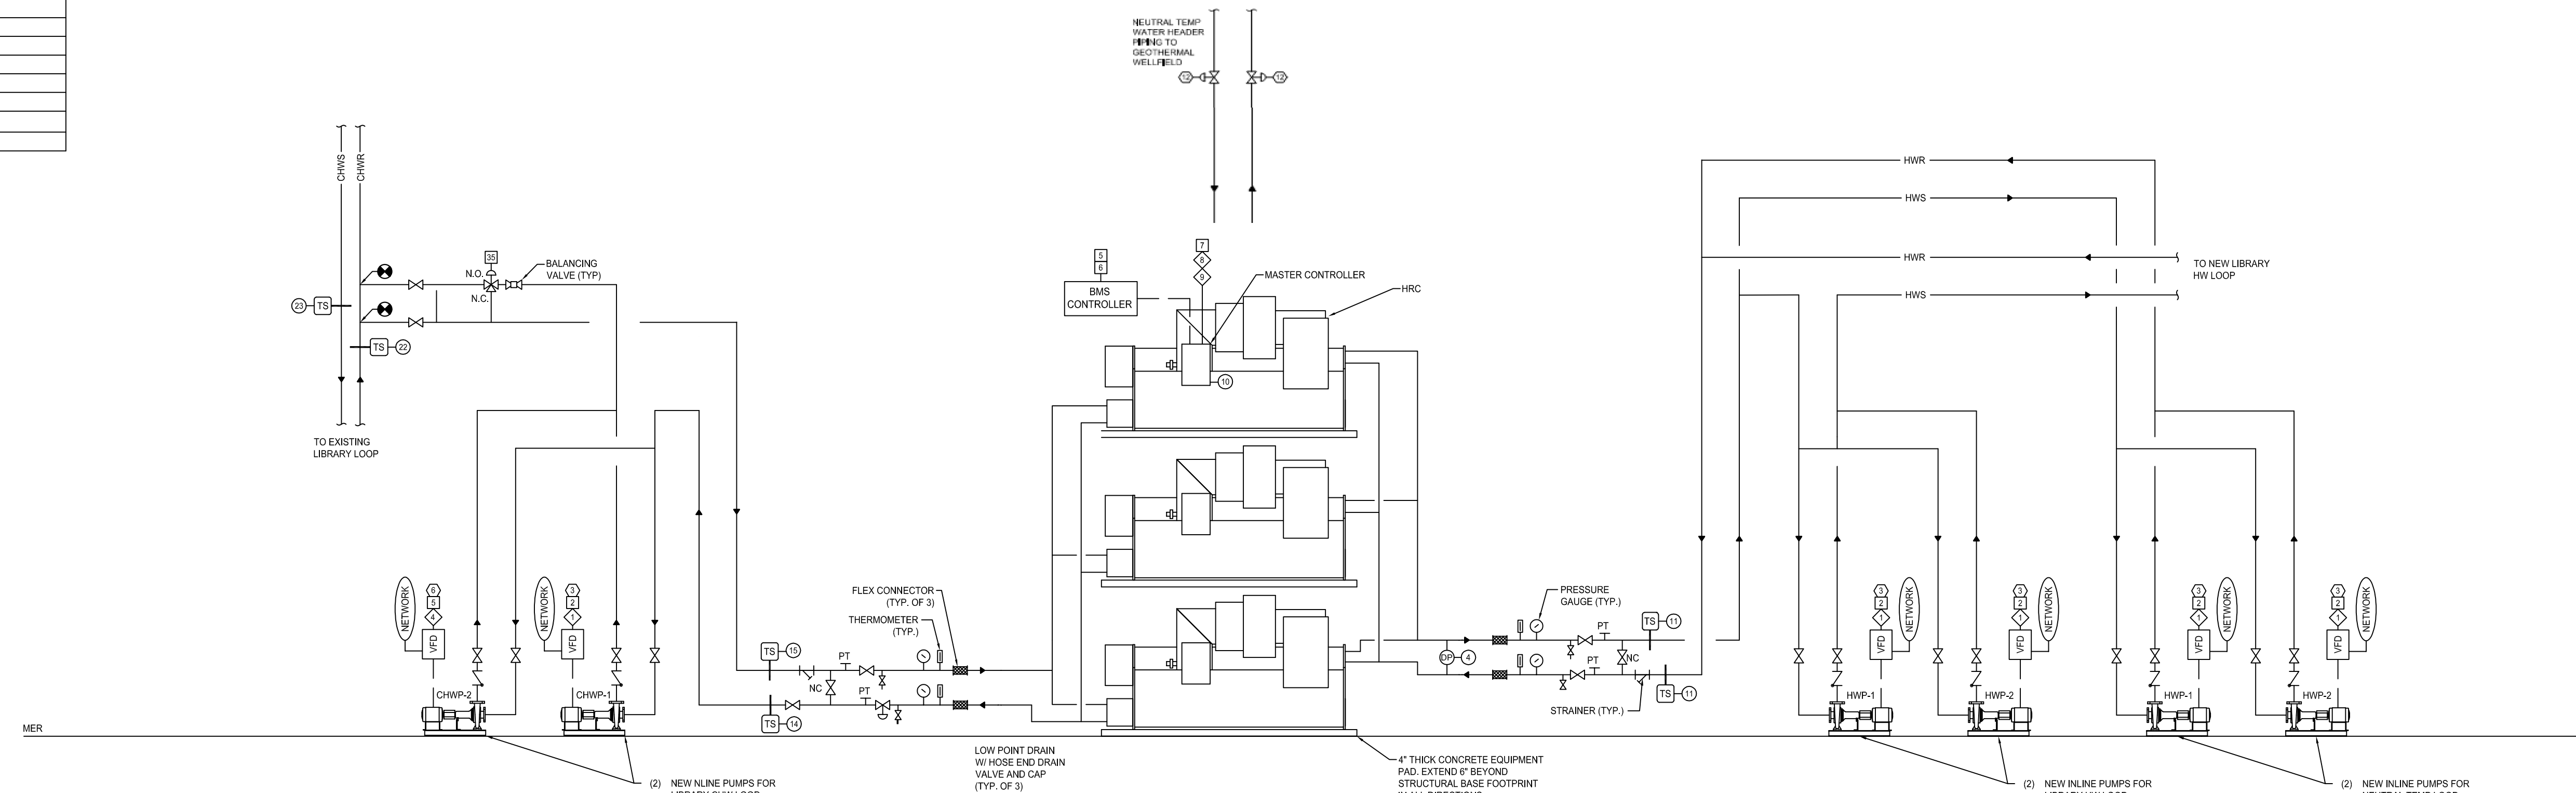 NEUTRAL TEMP
WATER HEADER
PIPING TO
GEOTHERMAL
WELLFIELD
12
12
CHWS
CHWR
HWR
HWS
HWR
HWS
TO NEW LIBRARY
HW LOOP
35
N.O.
N.C.
BALANCING
VALVE (TYP)
23
TS
TS
22
TO EXISTING
LIBRARY LOOP
5
6
BMS
CONTROLLER
7
8
9
MASTER CONTROLLER
HRC
10
NETWORK
6
5
4
VFD
CHWP-2
NETWORK
3
2
1
VFD
CHWP-1
FLEX CONNECTOR
(TYP. OF 3)
THERMOMETER
(TYP.)
TS
15
PT
NC
PT
TS
14
PRESSURE
GAUGE (TYP.)
TS
11
PT
DP
4
PT
NC
TS
11
STRAINER (TYP.)
3
2
1
VFD
NETWORK
HWP-1
3
2
1
VFD
NETWORK
HWP-2
3
2
1
VFD
NETWORK
HWP-1
3
2
1
VFD
NETWORK
HWP-2
MER
(2) NEW NLINE PUMPS FOR
LOW POINT DRAIN
W/ HOSE END DRAIN
VALVE AND CAP
(TYP. OF 3)
4" THICK CONCRETE EQUIPMENT
PAD. EXTEND 6" BEYOND
STRUCTURAL BASE FOOTPRINT
(2) NEW INLINE PUMPS FOR
(2) NEW INLINE PUMPS FOR